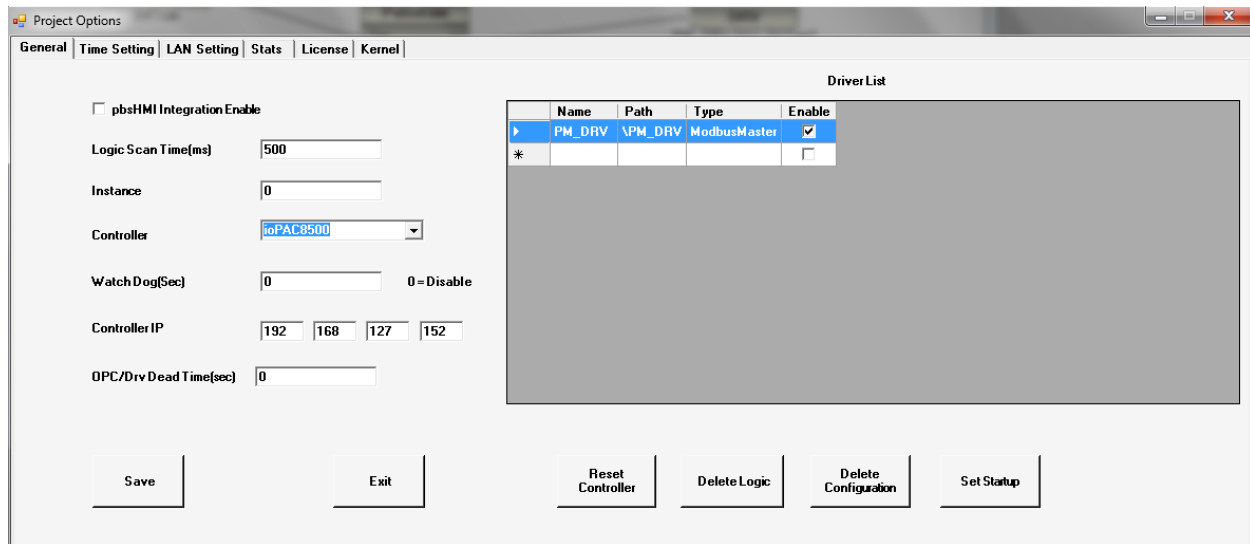 Project Options
General Time Setting LAN Setting Stats License Kernel
Driver List
pbsHMI Integration Enable
Name Path Type Enable
PM_DRV \PM_DRV ModbusMaster
Logic Scan Time(ms) 500
Instance 0
Controller ioPAC8500
Watch Dog(Sec) 0 0 = Disable
Controller IP 192 168 127 152
OPC/Drv Dead Time(sec) 0
Save Exit Reset Controller Delete Logic Delete Configuration Set Startup